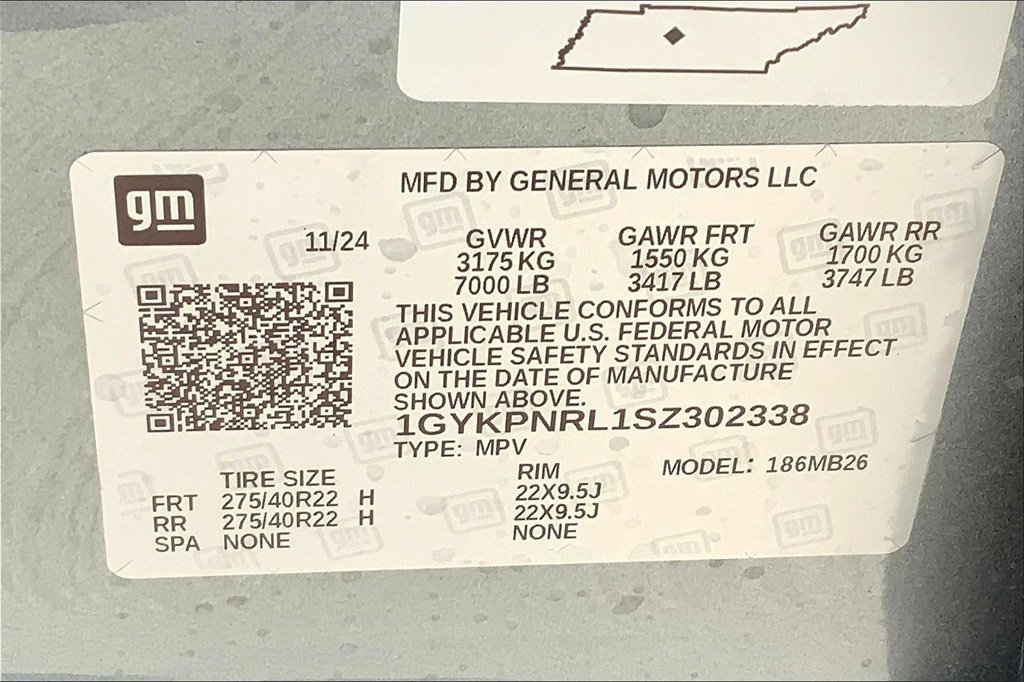 gm
MFD BY GENERAL MOTORS LLC
11/24
GVWR GAWR FRT GAWR RR
3175 KG 1550 KG 1700 KG
7000 LB 3417 LB 3747 LB
THIS VEHICLE CONFORMS TO ALL
APPLICABLE U.S. FEDERAL MOTOR
VEHICLE SAFETY STANDARDS IN EFFECT
ON THE DATE OF MANUFACTURE
SHOWN ABOVE.
1GYKPNRL1SZ302338
TYPE: MPV
MODEL: 186MB26
TIRE SIZE RIM
FRT 275/40R22 H 22X9.5J
RR 275/40R22 H 22X9.5J
SPA NONE NONE